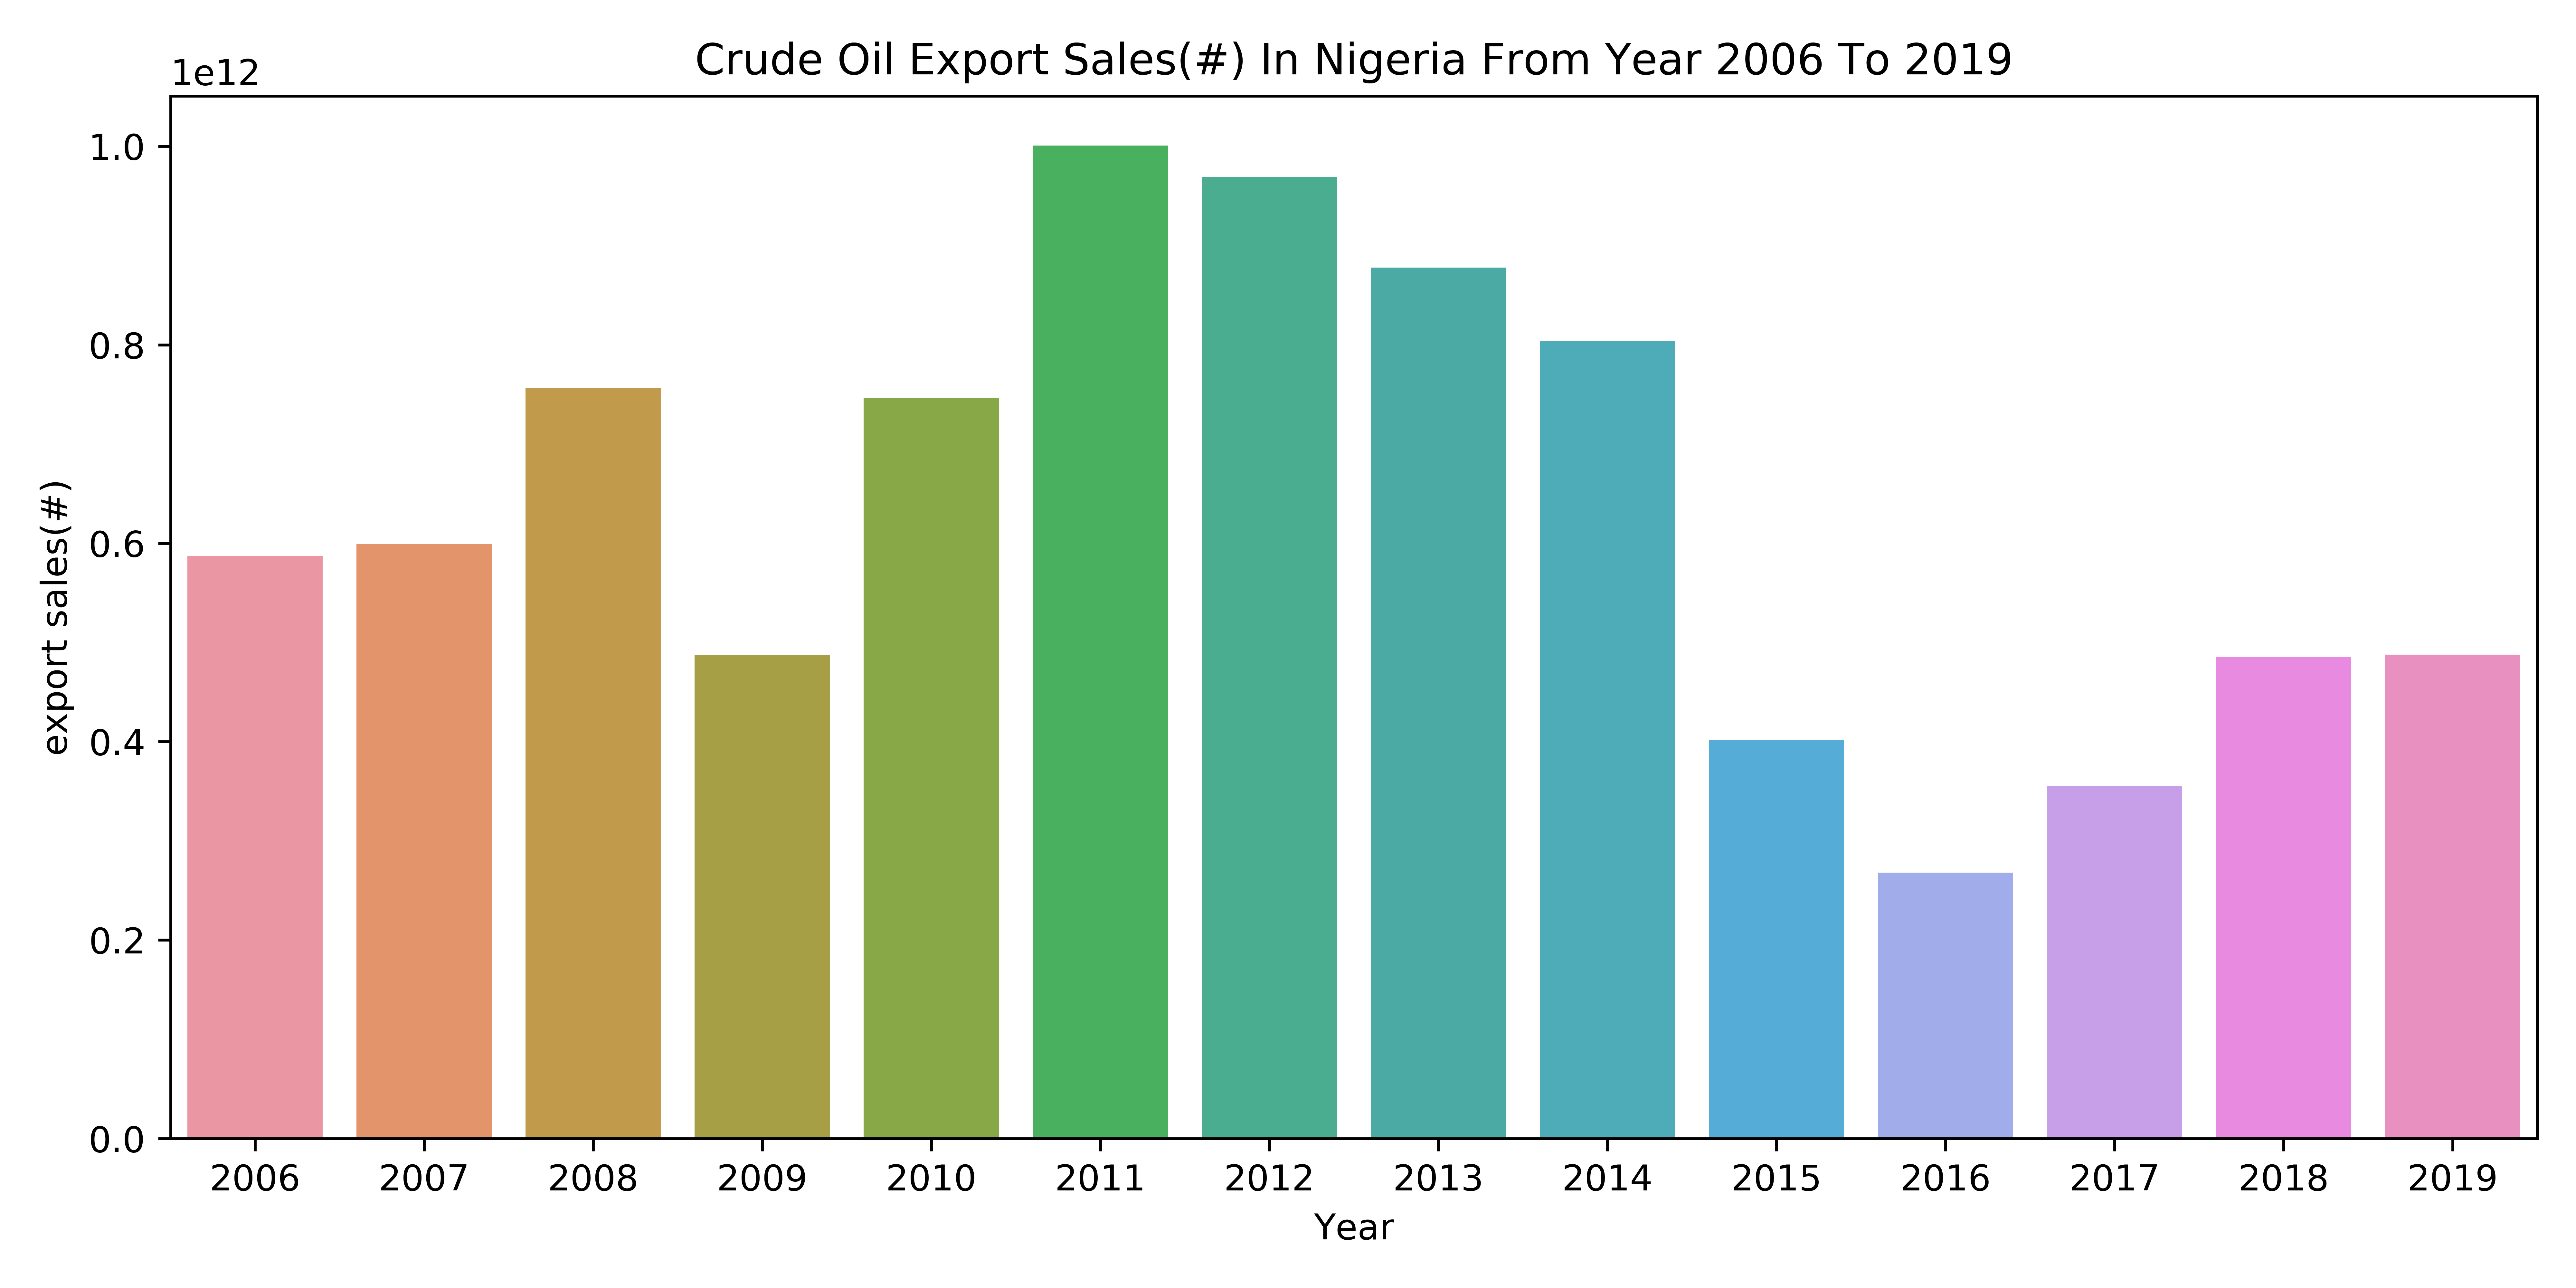 Crude Oil Export Sales(#) In Nigeria From Year 2006 To 2019
1e12
1.0
0.8
0.6
0.4
0.2
0.0
export sales(#)
2006 2007 2008 2009 2010 2011 2012 2013 2014 2015 2016 2017 2018 2019
Year